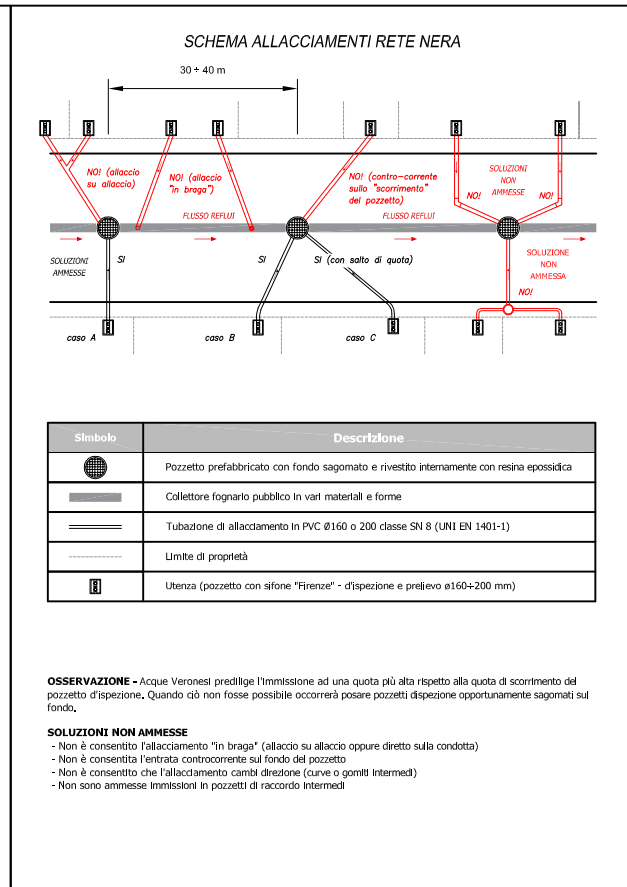 SCHEMA ALLACCIAMENTI RETE NERA
30 ÷ 40 m
NO! (allaccio
su allaccio)
NO! (allaccio
"in braga")
NO! (contro-corrente
sullo "scorrimento"
del pozzetto)
SOLUZIONI
NON
AMMESSE
NO!
NO!
FLUSSO REFLUI
FLUSSO REFLUI
SOLUZIONI
AMMESSE
SI
SI
SI (con salto di quota)
SOLUZIONE
NON
AMMESSA
NO!
caso A
caso B
caso C
Simbolo
Descrizione
Pozzetto prefabbricato con fondo sagomato e rivestito internamente con resina epossidica
Collettore fognario pubblico in vari materiali e forme
Tubazione di allacciamento in PVC Ø160 o 200 classe SN 8 (UNI EN 1401-1)
Limite di proprietà
Utenza (pozzetto con sifone "Firenze" - d'ispezione e prelievo ø160÷200 mm)
OSSERVAZIONE - Acque Veronesi predilige l'immissione ad una quota più alta rispetto alla quota di scorrimento del
pozzetto d'ispezione. Quando ciò non fosse possibile occorrerà posare pozzetti dispezione opportunamente sagomati sul
fondo.
SOLUZIONI NON AMMESSE
- Non è consentito l'allacciamento "in braga" (allaccio su allaccio oppure diretto sulla condotta)
- Non è consentita l'entrata controcorrente sul fondo del pozzetto
- Non è consentito che l'allacciamento cambi direzione (curve o gomiti intermedi)
- Non sono ammesse immissioni in pozzetti di raccordo intermedi